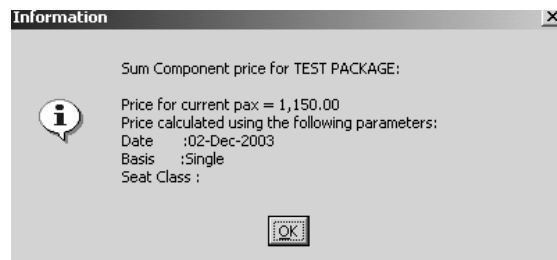 Information
Sum Component price for TEST PACKAGE:
Price for current pax = 1,150.00
Price calculated using the following parameters:
Date :02-Dec-2003
Basis :Single
Seat Class :
OK